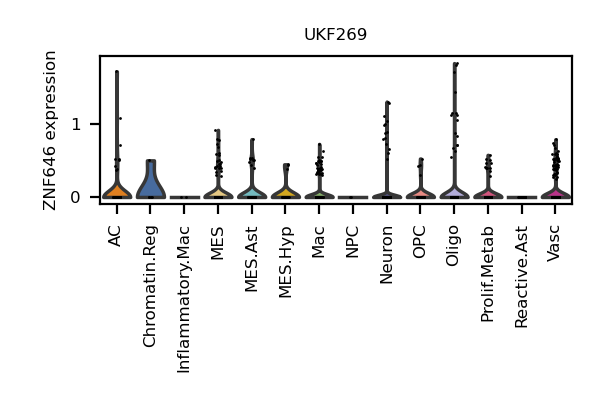 UKF269
ZNF646 expression
1
0
AC
Chromatin.Reg
Inflammatory.Mac
MES
MES.Ast
MES.Hyp
Mac
NPC
Neuron
OPC
Oligo
Prolif.Metab
Reactive.Ast
Vasc